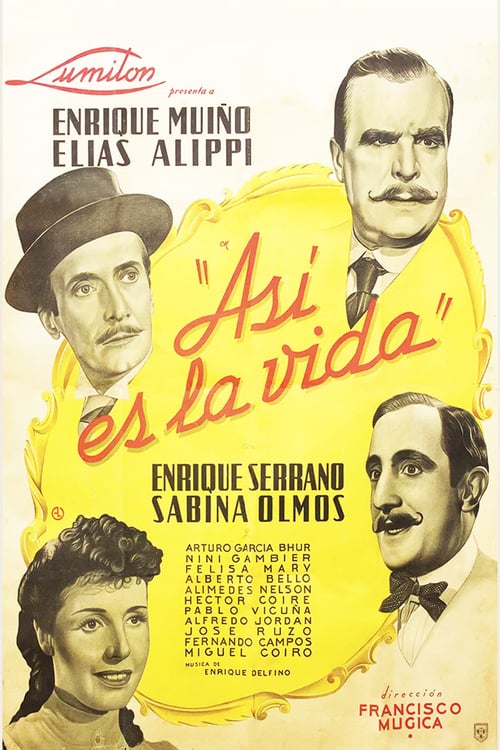 Lumiton
presenta a
ENRIQUE MUIÑO
ELIAS ALIPPI
en
"Así
es la vida"
con
ENRIQUE SERRANO
SABINA OLMOS
ARTURO GARCIA BHUR
NINI GAMBIER
FELISA MARY
ALBERTO BELLO
ALIMEDES NELSON
HECTOR COIRE
PABLO VICUÑA
ALFREDO JORDAN
JOSE RUZO
FERNANDO CAMPOS
MIGUEL COIRO
MUSICA DE
ENRIQUE DELFINO
dirección
FRANCISCO
MUGICA